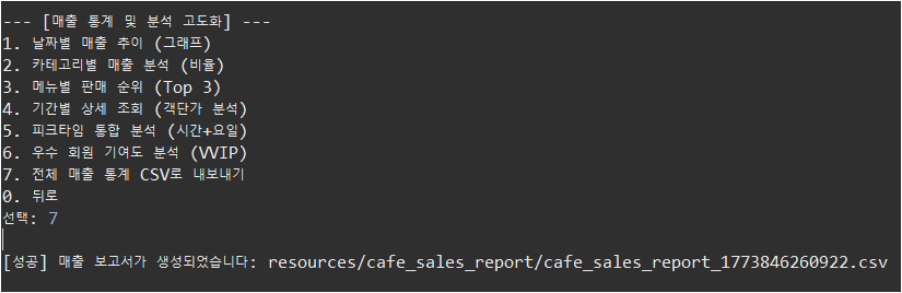 --- [매출 통계 및 분석 고도화] ---
1. 날짜별 매출 추이 (그래프)
2. 카테고리별 매출 분석 (비율)
3. 메뉴별 판매 순위 (Top 3)
4. 기간별 상세 조회 (객단가 분석)
5. 피크타임 통합 분석 (시간+요일)
6. 우수 회원 기여도 분석 (VVIP)
7. 전체 매출 통계 CSV로 내보내기
0. 뒤로
선택: 7
[성공] 매출 보고서가 생성되었습니다: resources/cafe_sales_report/cafe_sales_report_1773846260922.csv